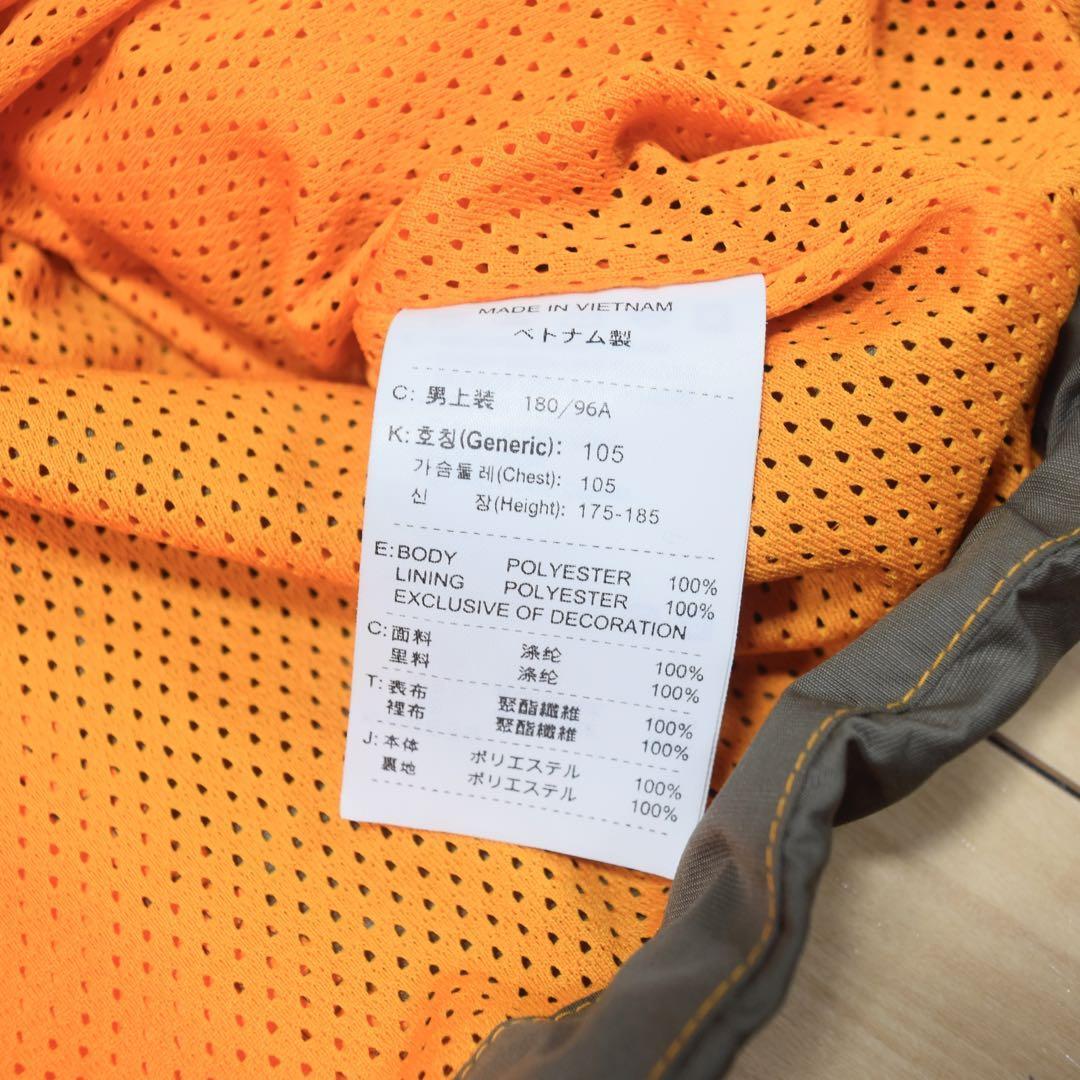 MADE IN VIETNAM
ベトナム製
C: 男上装 180/96A
K: 호칭(Generic): 105
가슴둘레(Chest): 105
신 장(Height): 175-185
E: BODY POLYESTER 100%
LINING POLYESTER 100%
EXCLUSIVE OF DECORATION
C: 面料 涤纶 100%
里料 涤纶 100%
T: 表布 聚酯纖維 100%
裡布 聚酯纖維 100%
J: 本体 ポリエステル 100%
裏地 ポリエステル 100%